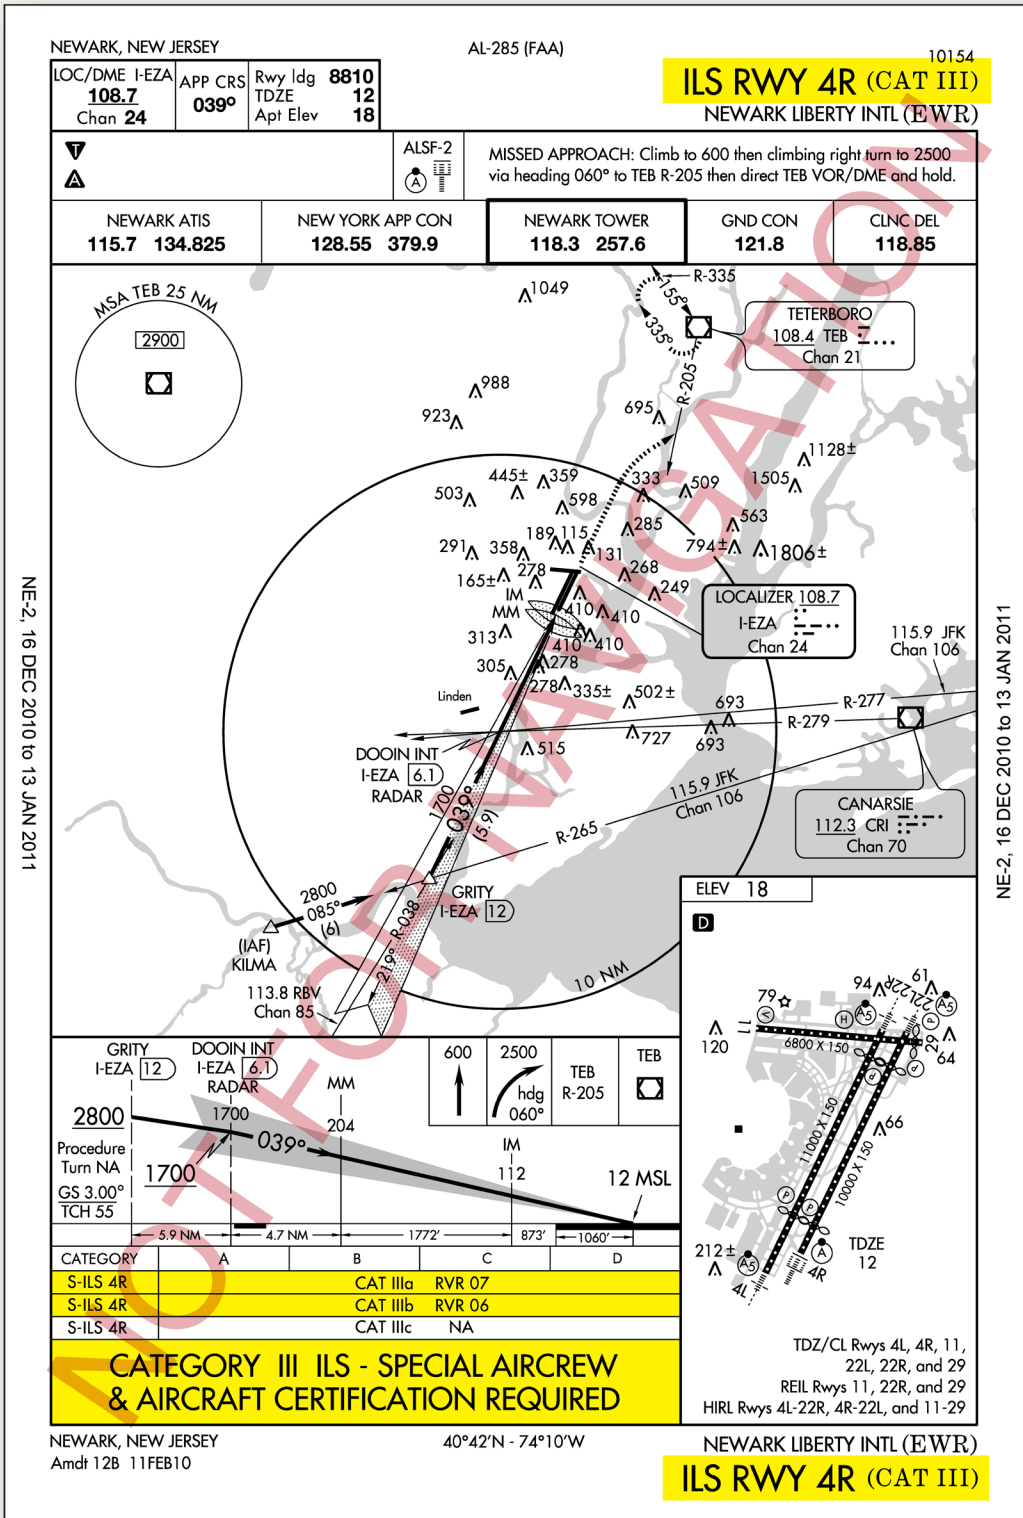 NEWARK, NEW JERSEY
AL-285 (FAA)
10154
LOC/DME I-EZA
108.7
Chan 24
APP CRS
039°
Rwy ldg 8810
TDZE 12
Apt Elev 18
ILS RWY 4R (CAT III)
NEWARK LIBERTY INTL (EWR)
T
A
ALSF-2
A
MISSED APPROACH: Climb to 600 then climbing right turn to 2500
via heading 060° to TEB R-205 then direct TEB VOR/DME and hold.
NEWARK ATIS
115.7 134.825
NEW YORK APP CON
128.55 379.9
NEWARK TOWER
118.3 257.6
GND CON
121.8
CLNC DEL
118.85
MSA TEB 25 NM
2900
1049
R-335
155°
335°
TETERBORO
108.4 TEB
Chan 21
R-205
988
923
695
1128±
1505
445±
359
503
598
333
509
563
285
189
115
131
794±
1806±
291
358
278
165±
268
249
IM
MM
410
410
410
410
313
305
278
278
335±
502±
LOCALIZER 108.7
I-EZA
Chan 24
115.9 JFK
Chan 106
Linden
R-277
R-279
693
693
727
515
DOOIN INT
I-EZA 6.1
RADAR
1700
039°
(5.9)
115.9 JFK
Chan 106
R-265
CANARSIE
112.3 CRI
Chan 70
2800
085°
(6)
GRITY
I-EZA 12
(IAF)
KILMA
R-038
219°
113.8 RBV
Chan 85
10 NM
NOT FOR NAVIGATION
ELEV 18
D
79
94
61
22R
22L
A5
A5
H
V
P
11
120
6800 X 150
29
64
P
P
11000 X 150
10000 X 150
66
P
P
212±
A5
A
4L
4R
TDZE
12
TDZ/CL Rwys 4L, 4R, 11,
22L, 22R, and 29
REIL Rwys 11, 22R, and 29
HIRL Rwys 4L-22R, 4R-22L, and 11-29
GRITY
I-EZA 12
DOOIN INT
I-EZA 6.1
RADAR
MM
204
2800
1700
039°
Procedure
Turn NA
1700
GS 3.00°
TCH 55
600
2500
hdg
060°
TEB
R-205
TEB
IM
112
12 MSL
5.9 NM
4.7 NM
1772'
873'
1060'
CATEGORY A B C D
S-ILS 4R CAT IIIa RVR 07
S-ILS 4R CAT IIIb RVR 06
S-ILS 4R CAT IIIc NA
CATEGORY III ILS - SPECIAL AIRCREW
& AIRCRAFT CERTIFICATION REQUIRED
NEWARK, NEW JERSEY
Amdt 12B 11FEB10
40°42'N - 74°10'W
NEWARK LIBERTY INTL (EWR)
ILS RWY 4R (CAT III)
NE-2, 16 DEC 2010 to 13 JAN 2011
NE-2, 16 DEC 2010 to 13 JAN 2011